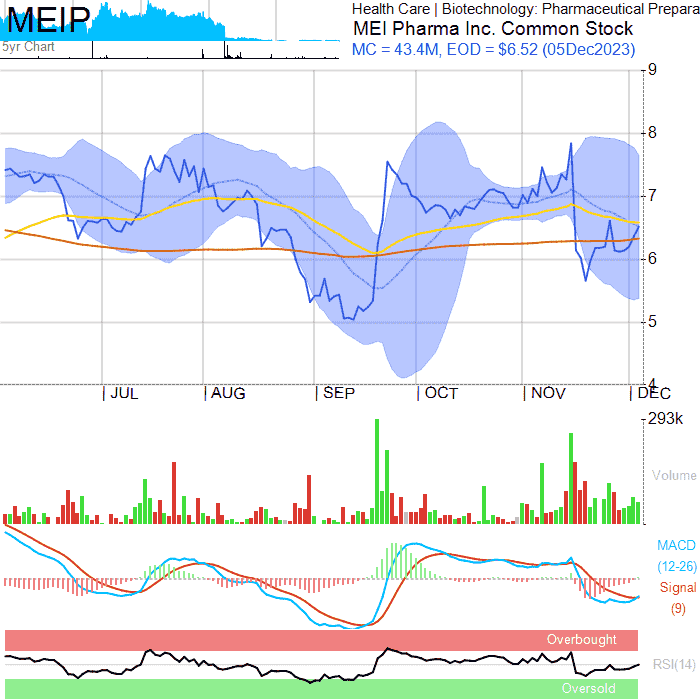 MEIP
5yr Chart
Health Care | Biotechnology: Pharmaceutical Prepara
MEI Pharma Inc. Common Stock
MC = 43.4M, EOD = $6.52 (05Dec2023)
9
8
7
6
5
4
JUL
AUG
SEP
OCT
NOV
DEC
293k
Volume
MACD
(12-26)
Signal
(9)
Overbought
RSI(14)
Oversold